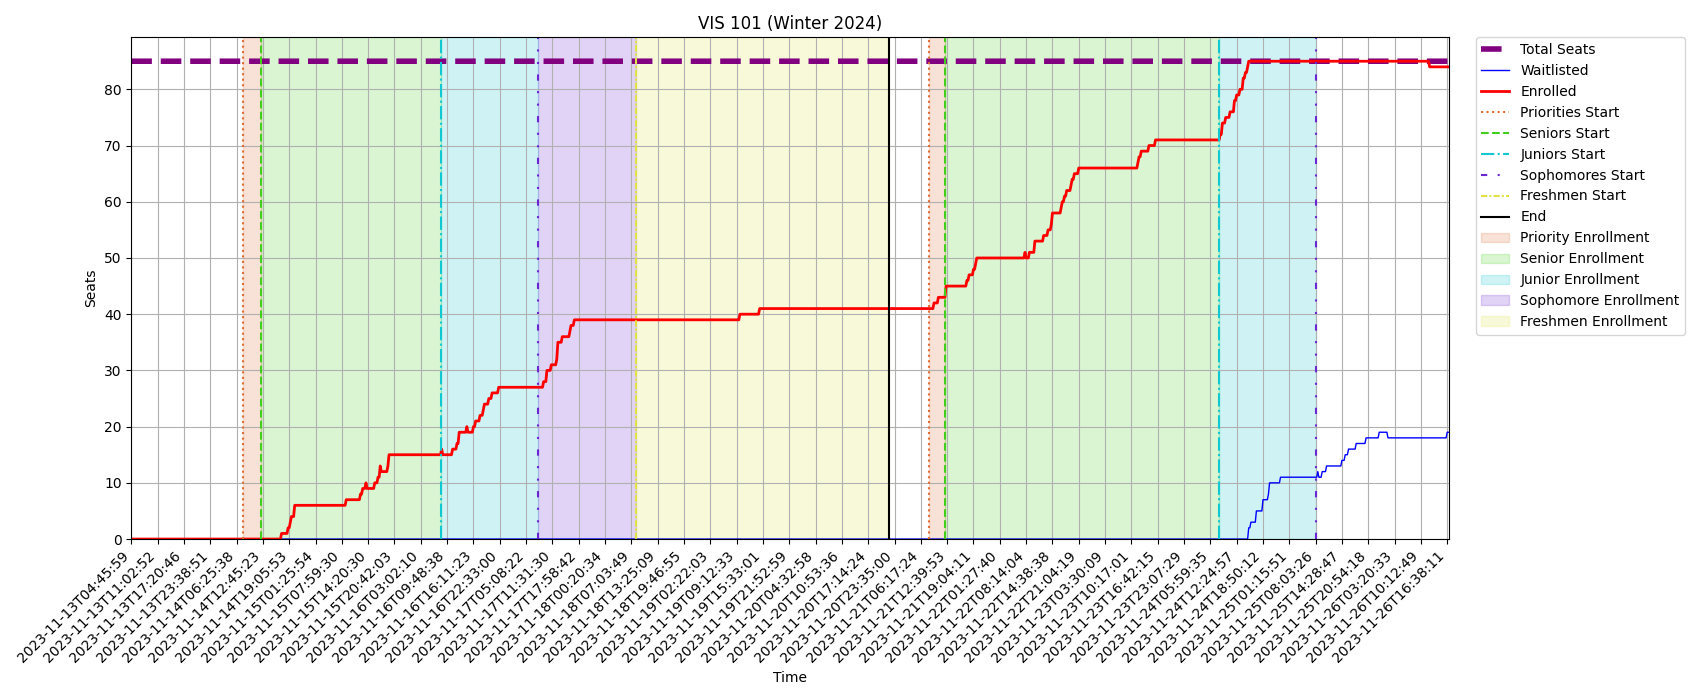 VIS 101 (Winter 2024)
Total Seats
Waitlisted
Enrolled
Priorities Start
Seniors Start
Juniors Start
Sophomores Start
Freshmen Start
End
Priority Enrollment
Senior Enrollment
Junior Enrollment
Sophomore Enrollment
Freshmen Enrollment
Seats
80
70
60
50
40
30
20
10
0
2023-11-13T04:45:59
2023-11-13T11:02:52
2023-11-13T17:20:46
2023-11-13T23:38:51
2023-11-14T06:25:38
2023-11-14T12:45:23
2023-11-14T19:05:53
2023-11-15T01:25:54
2023-11-15T07:59:30
2023-11-15T14:20:30
2023-11-15T20:42:03
2023-11-16T03:02:10
2023-11-16T09:48:38
2023-11-16T16:11:23
2023-11-16T22:33:00
2023-11-17T05:08:22
2023-11-17T11:31:30
2023-11-17T17:58:42
2023-11-18T00:20:34
2023-11-18T07:03:49
2023-11-18T13:25:09
2023-11-18T19:46:55
2023-11-19T02:22:03
2023-11-19T09:12:33
2023-11-19T15:33:01
2023-11-19T21:52:59
2023-11-20T04:32:58
2023-11-20T10:53:36
2023-11-20T17:14:24
2023-11-20T23:35:00
2023-11-21T06:17:24
2023-11-21T12:39:53
2023-11-21T19:04:11
2023-11-22T01:27:40
2023-11-22T08:14:04
2023-11-22T14:38:38
2023-11-22T21:04:19
2023-11-23T03:30:09
2023-11-23T10:17:01
2023-11-23T16:42:15
2023-11-23T23:07:29
2023-11-24T05:59:35
2023-11-24T12:24:57
2023-11-24T18:50:12
2023-11-25T01:15:51
2023-11-25T08:03:26
2023-11-25T14:28:47
2023-11-25T20:54:18
2023-11-26T03:20:33
2023-11-26T10:12:49
2023-11-26T16:38:11
Time